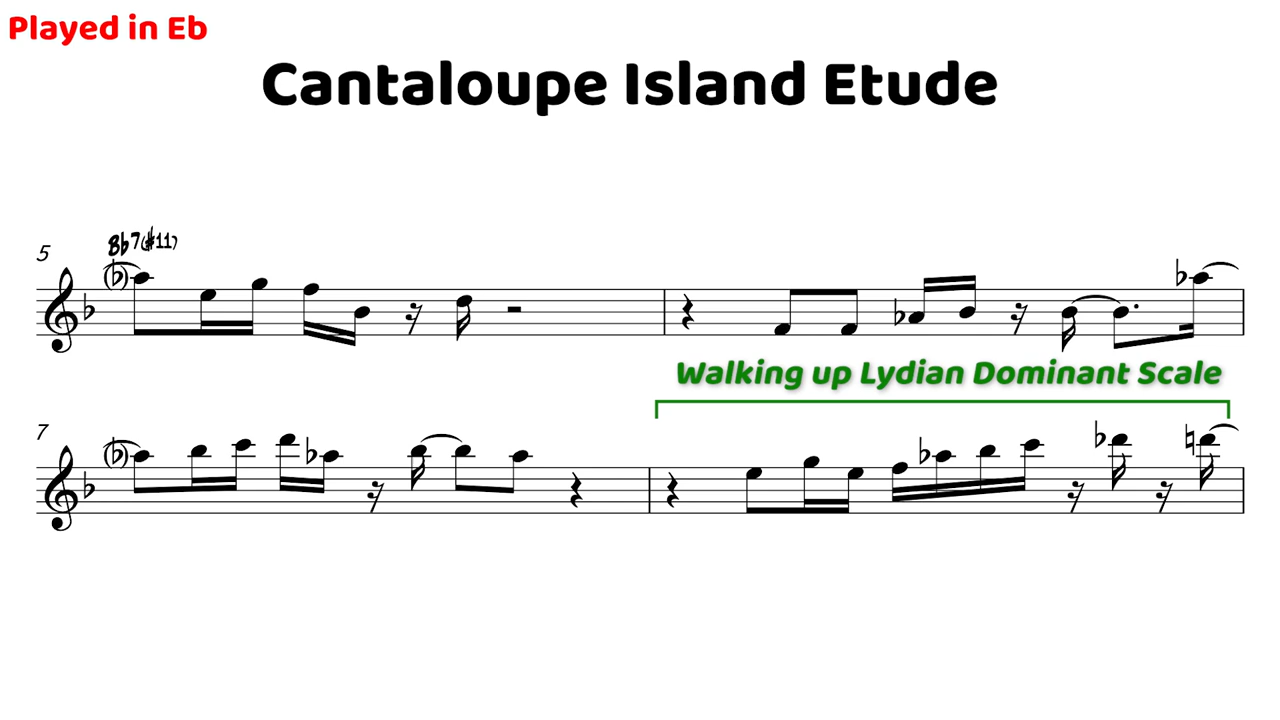 Played in Eb
Cantaloupe Island Etude
Bb7(#11)
5
Walking up Lydian Dominant Scale
7